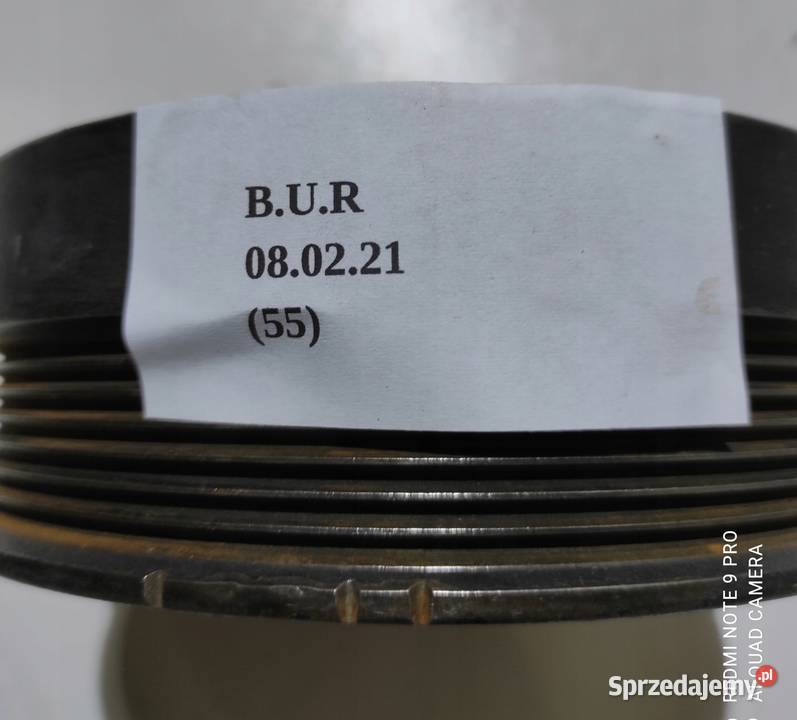 B.U.R
08.02.21
(55)
REDMI NOTE 9 PRO
AI QUAD CAMERA
Sprzedajemy.pl